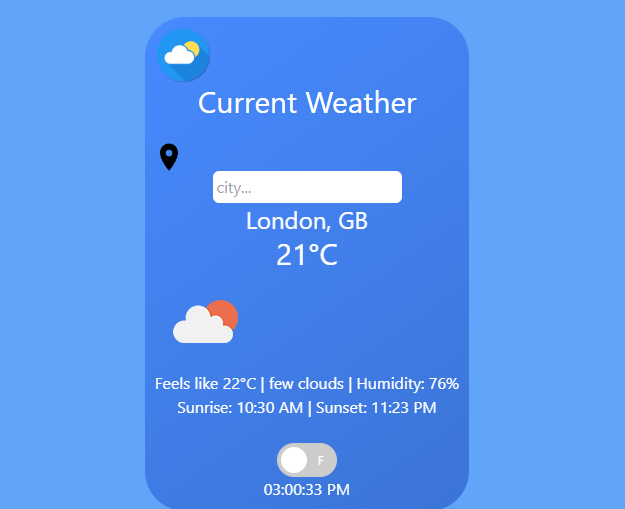 Current Weather
city...
London, GB
21°C
Feels like 22°C | few clouds | Humidity: 76%
Sunrise: 10:30 AM | Sunset: 11:23 PM
F
03:00:33 PM